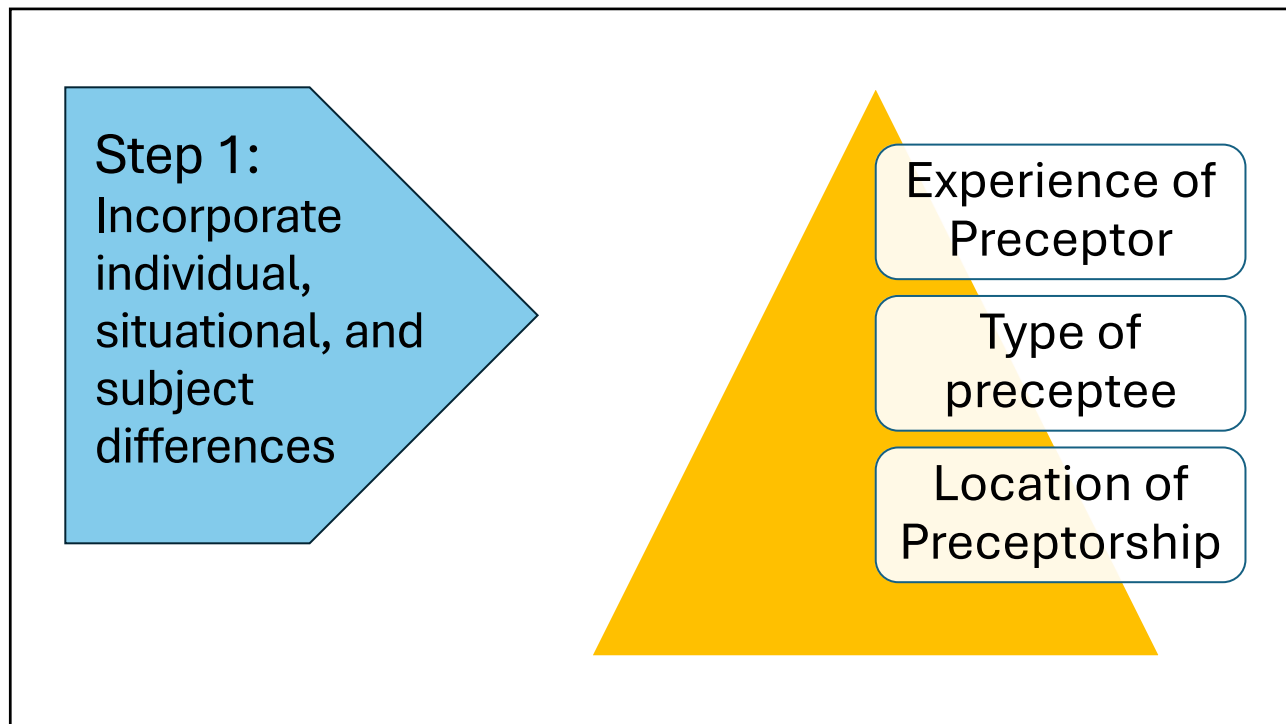 Step 1:
Incorporate
individual,
situational, and
subject
differences
Experience of
Preceptor
Type of
preceptee
Location of
Preceptorship